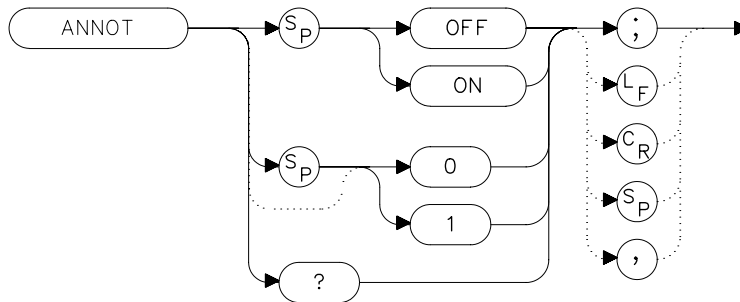 ANNOT SP OFF ;
ON LF
CR
SP 0
1 SP
? ,